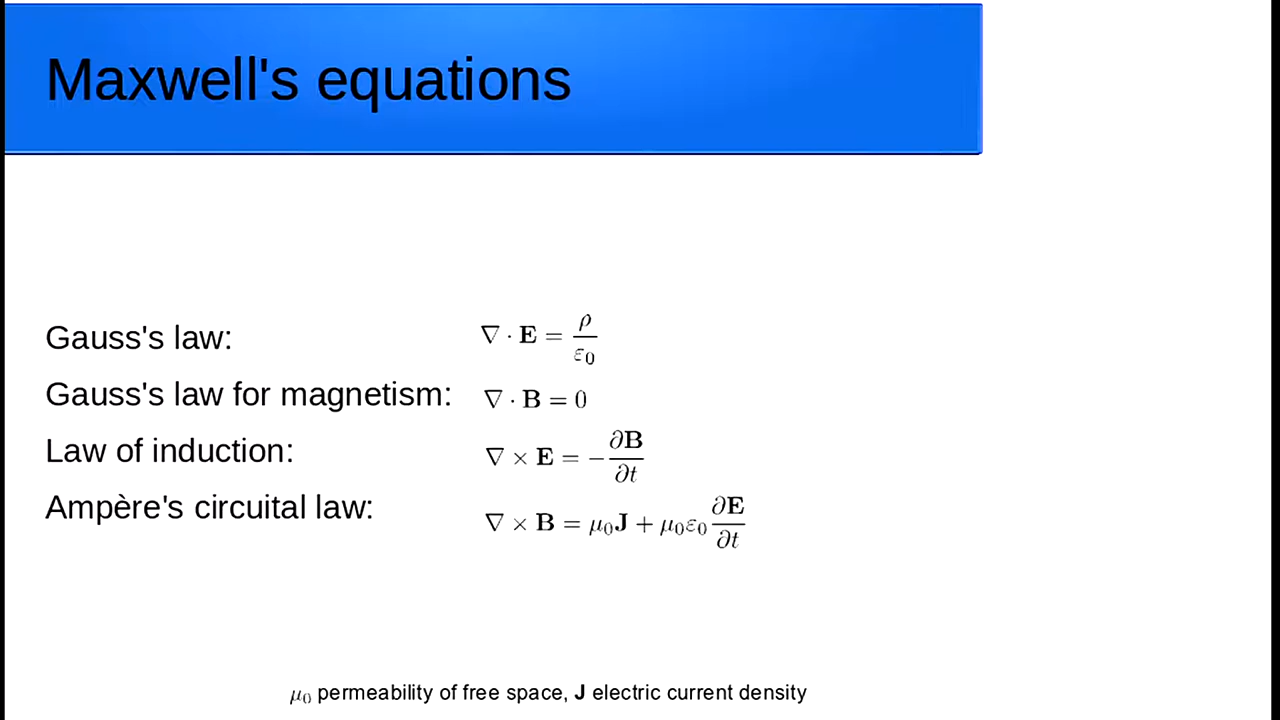 Maxwell's equations
Gauss's law: ∇ · E = ρ/ε₀
Gauss's law for magnetism: ∇ · B = 0
Law of induction: ∇ × E = −∂B/∂t
Ampère's circuital law: ∇ × B = μ₀J + μ₀ε₀ ∂E/∂t
μ₀ permeability of free space, J electric current density